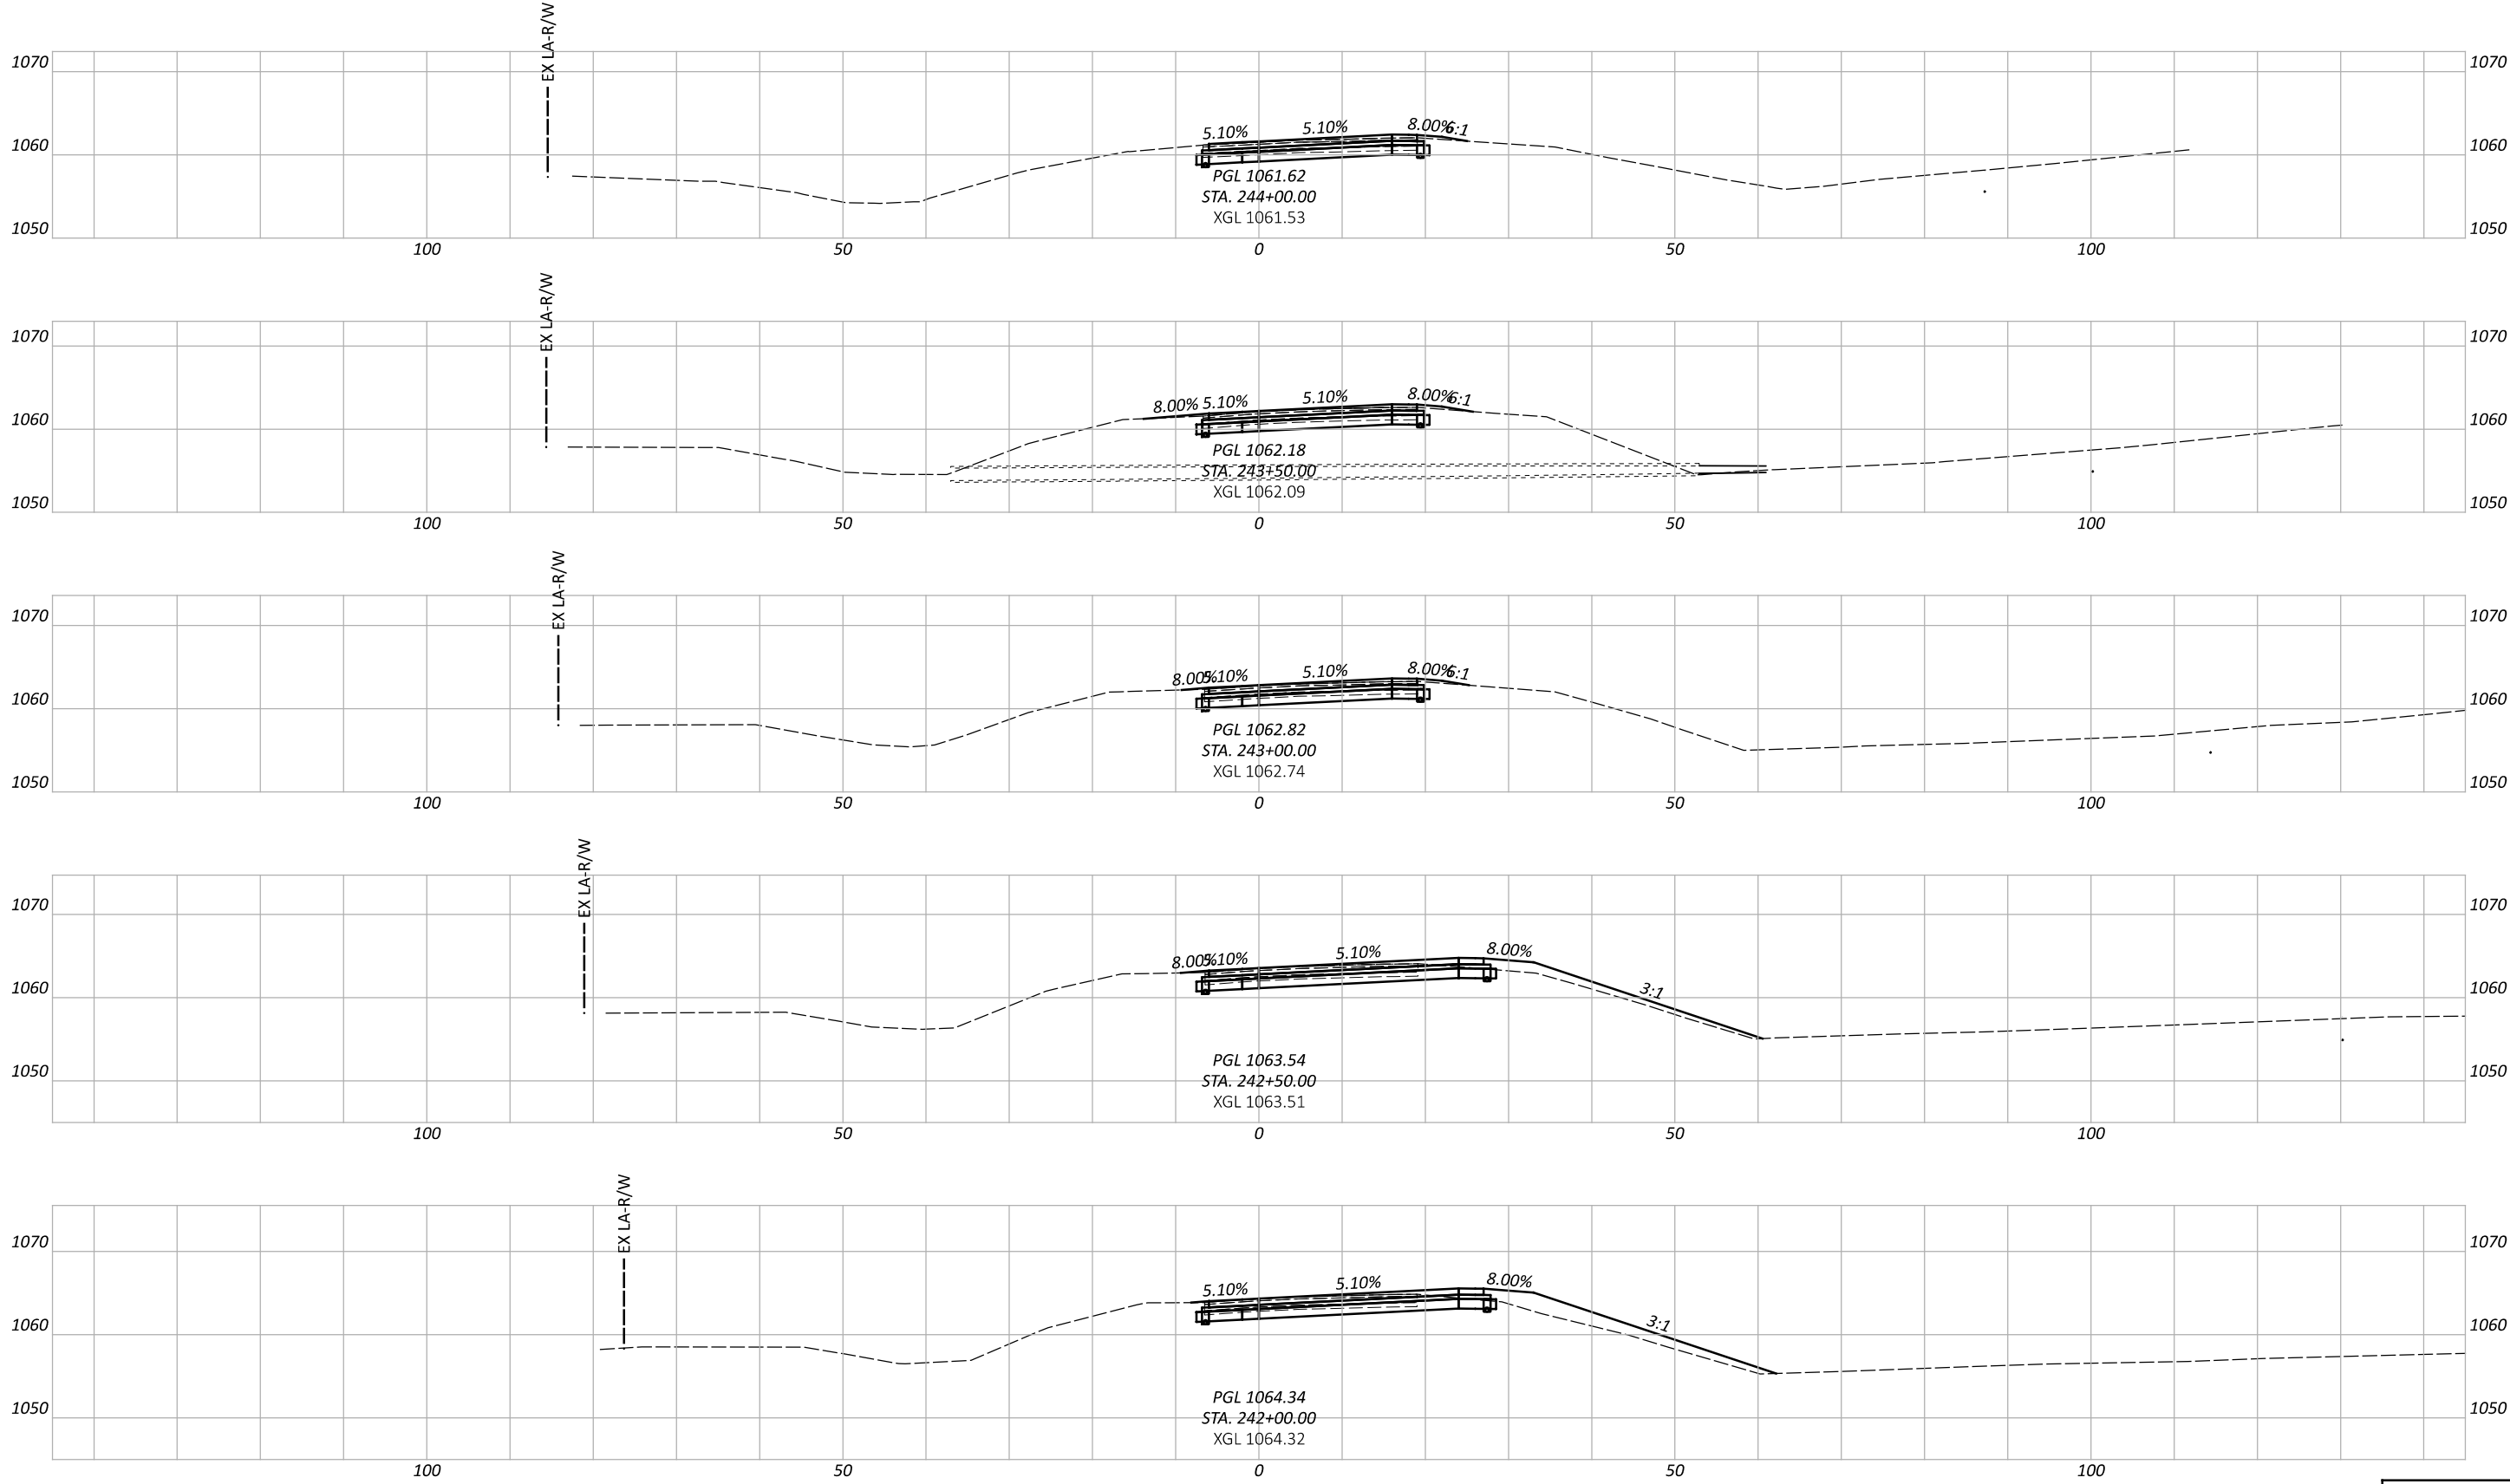 EX LA-R/W
1070 1070
5.10% 5.10% 8.00% 6:1
1060 1060
PGL 1061.62
STA. 244+00.00
XGL 1061.53
1050 1050
100 50 0 50 100
EX LA-R/W
1070 1070
8.00% 5.10% 5.10% 8.00% 6:1
1060 1060
PGL 1062.18
STA. 243+50.00
XGL 1062.09
1050 1050
100 50 0 50 100
EX LA-R/W
1070 1070
8.00% 5.10% 5.10% 8.00% 6:1
1060 1060
PGL 1062.82
STA. 243+00.00
XGL 1062.74
1050 1050
100 50 0 50 100
EX LA-R/W
1070 1070
8.00% 5.10% 5.10% 8.00%
1060 3:1 1060
PGL 1063.54
1050 STA. 242+50.00 1050
XGL 1063.51
100 50 0 50 100
EX LA-R/W
1070 1070
5.10% 5.10% 8.00%
1060 3:1 1060
PGL 1064.34
1050 STA. 242+00.00 1050
XGL 1064.32
100 50 0 50 100